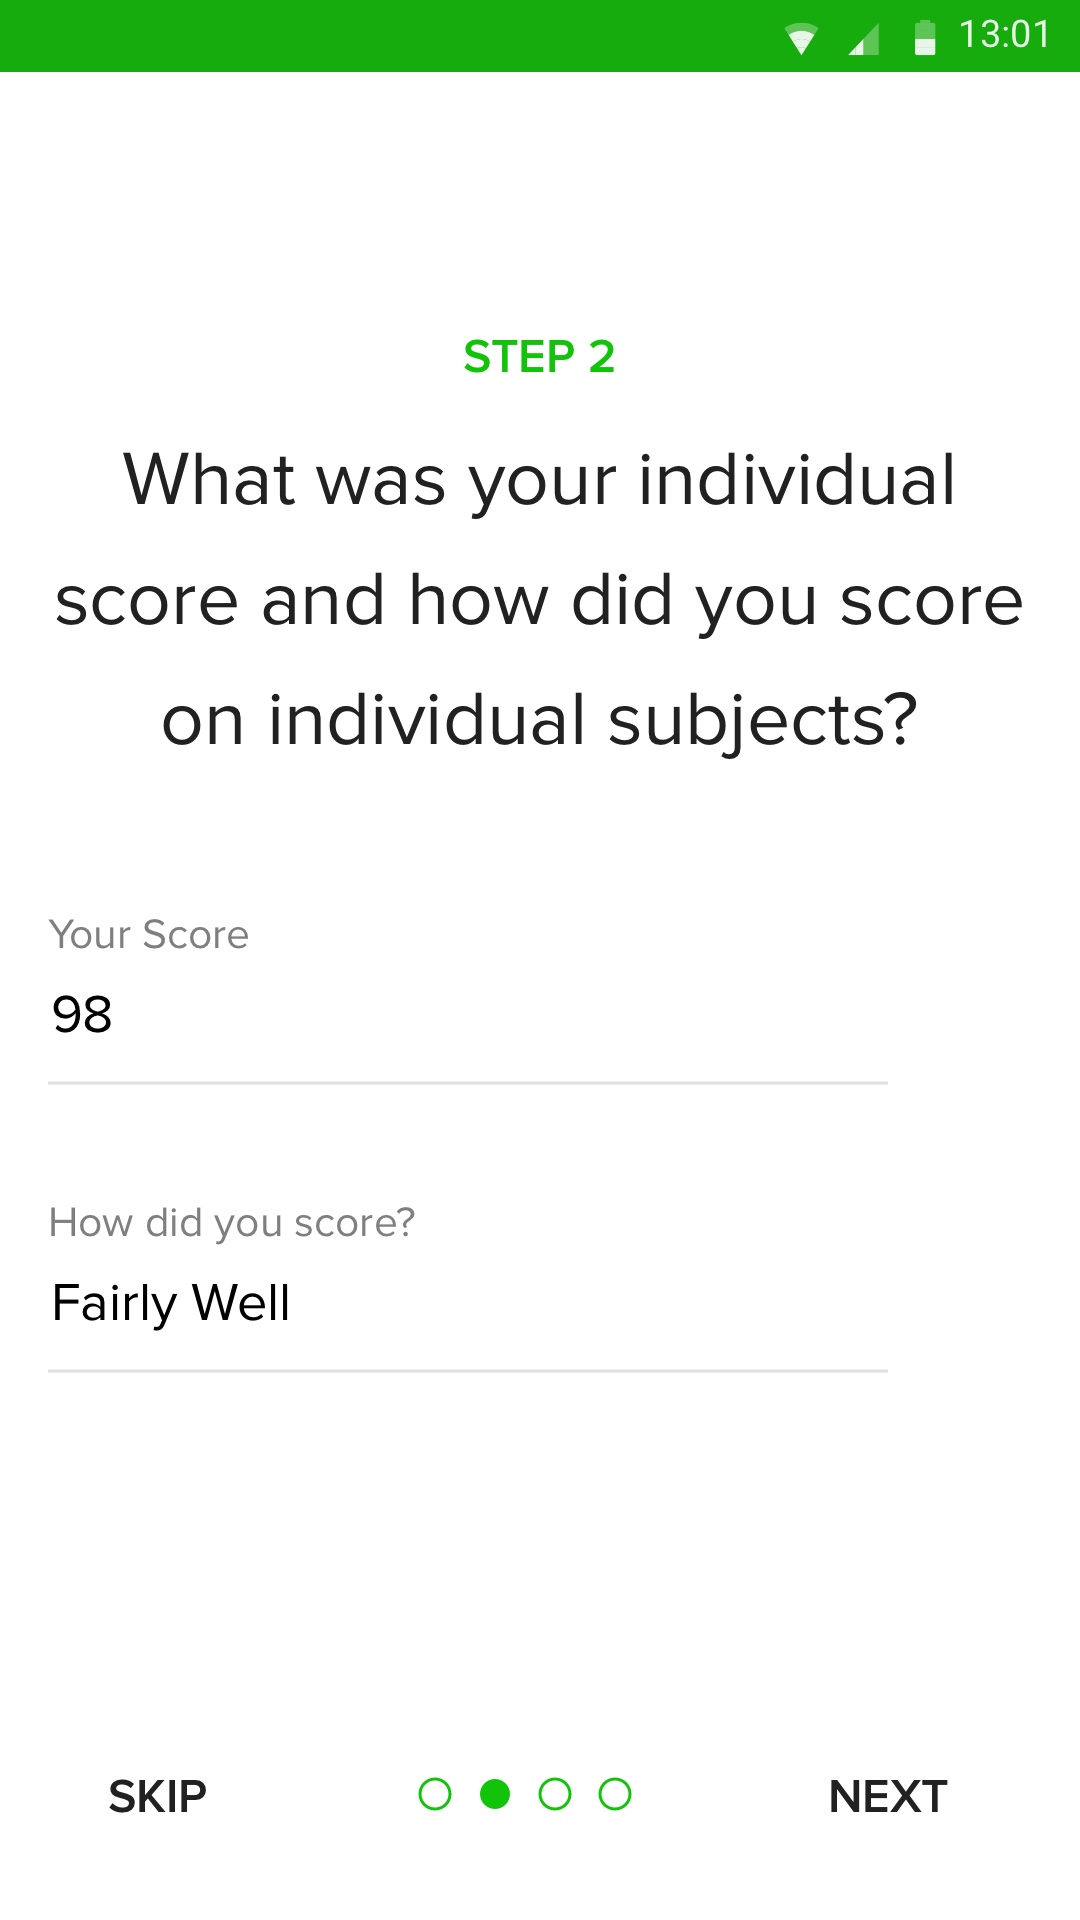 13:01
STEP 2
What was your individual
score and how did you score
on individual subjects?
Your Score
98
How did you score?
Fairly Well
SKIP
NEXT